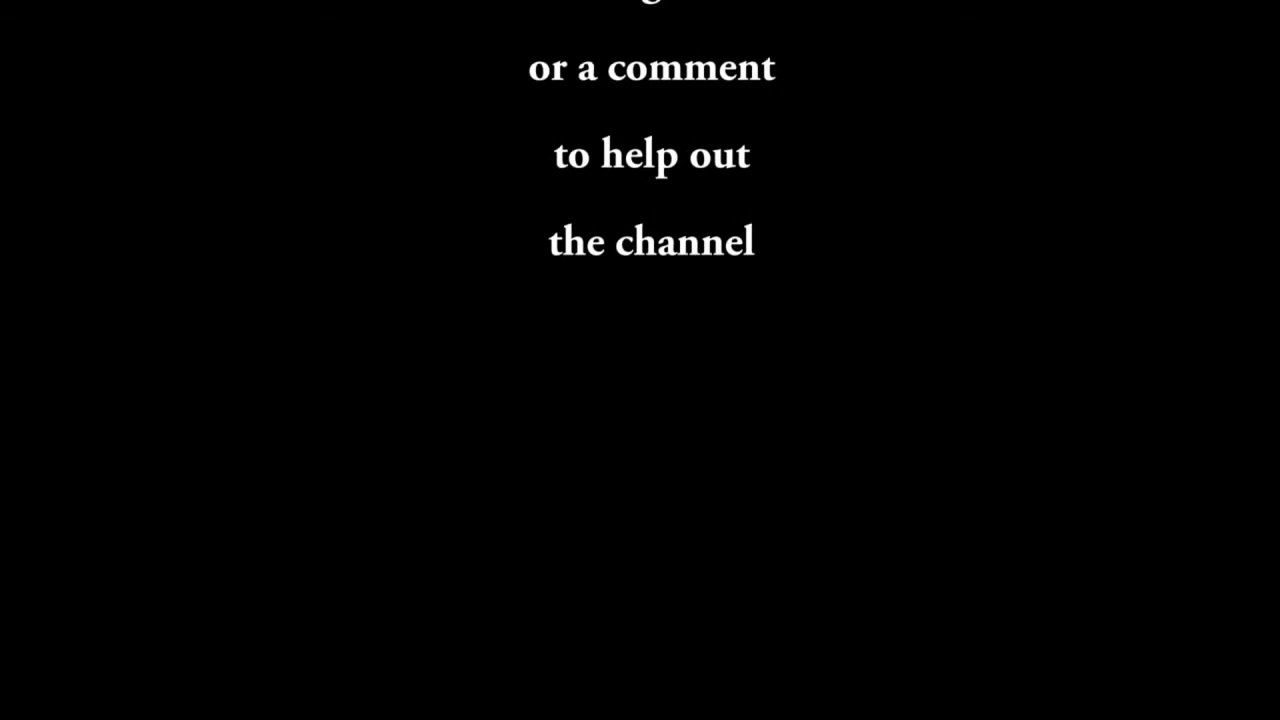 or a comment
to help out
the channel